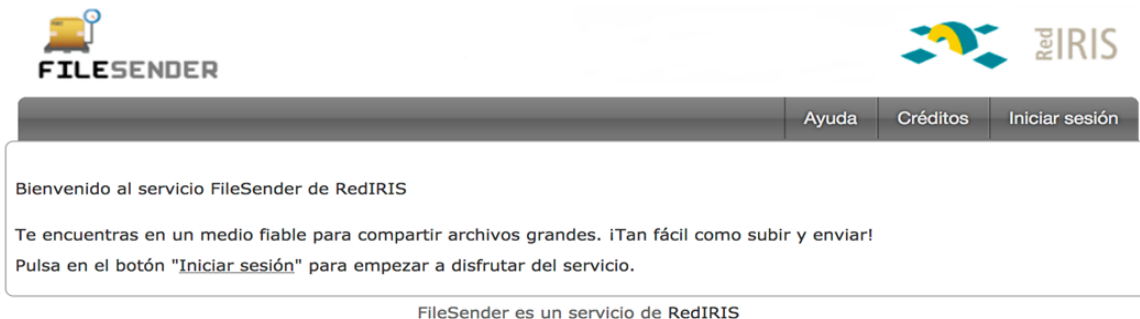 FILESENDER
RedIRIS
Ayuda Créditos Iniciar sesión
Bienvenido al servicio FileSender de RedIRIS
Te encuentras en un medio fiable para compartir archivos grandes. ¡Tan fácil como subir y enviar!
Pulsa en el botón "Iniciar sesión" para empezar a disfrutar del servicio.
FileSender es un servicio de RedIRIS